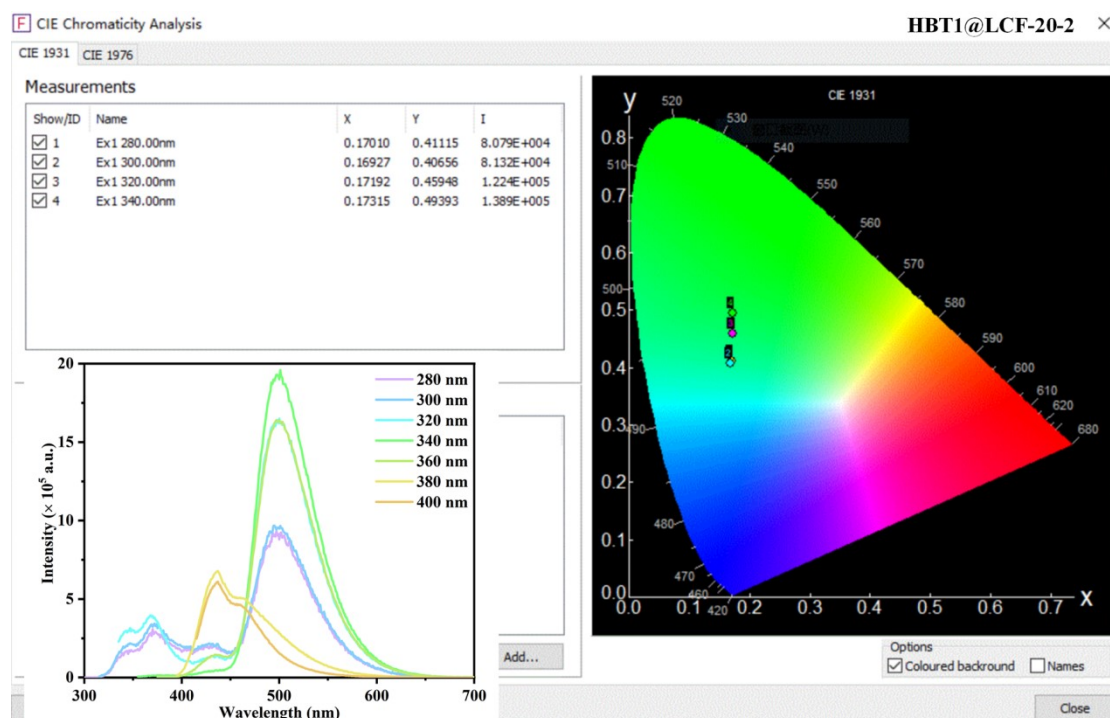 CIE Chromaticity Analysis
HBT1@LCF-20-2
CIE 1931 CIE 1976
Measurements
Show/ID Name X Y I
1 Ex1 280.00nm 0.17010 0.41115 8.079E+004
2 Ex1 300.00nm 0.16927 0.40656 8.132E+004
3 Ex1 320.00nm 0.17192 0.45948 1.224E+005
4 Ex1 340.00nm 0.17315 0.49393 1.389E+005
20
15
10
5
0
Intensity (× 10⁵ a.u.)
280 nm
300 nm
320 nm
340 nm
360 nm
380 nm
400 nm
300 400 500 600 700
Wavelength (nm)
Add...
CIE 1931
y
0.8
0.7
0.6
0.5
0.4
0.3
0.2
0.1
0.0
0.0 0.1 0.2 0.3 0.4 0.5 0.6 0.7
x
520
530
540
550
560
570
580
590
600
610
620
680
510
500
490
480
470
460
420
4
2
Options
Coloured backround Names
Close